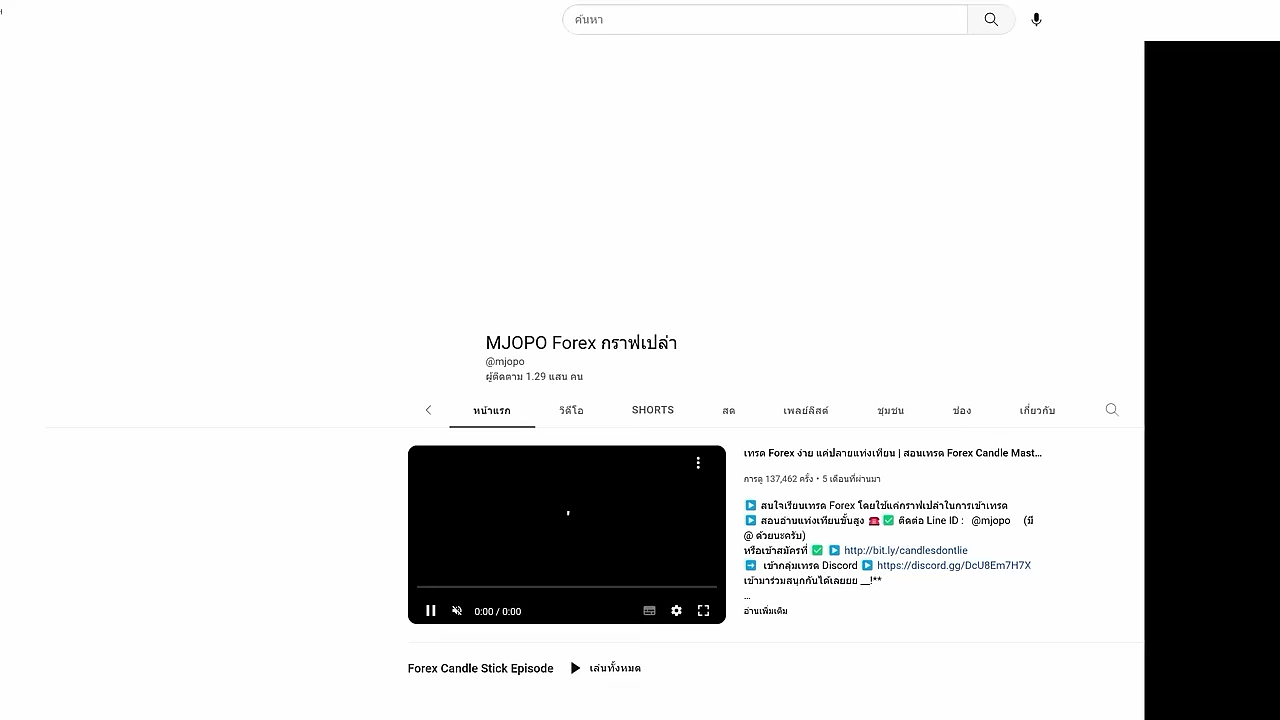 ค้นหา
MJOPO Forex กราฟเปล่า
@mjopo
ผู้ติดตาม 1.29 แสน คน
หน้าแรก วิดีโอ SHORTS สด เพลย์ลิสต์ ชุมชน ช่อง เกี่ยวกับ
เทรด Forex ง่าย แค่ปลายแท่งเทียน | สอนเทรด Forex Candle Mast...
การดู 137,462 ครั้ง • 5 เดือนที่ผ่านมา
▶️ สนใจเรียนเทรด Forex โดยใช้แค่กราฟเปล่าในการเข้าเทรด
▶️ สอนอ่านแท่งเทียนขั้นสูง ☎️ ✅ ติดต่อ Line ID : @mjopo (มี
@ ด้วยนะครับ)
หรือเข้าสมัครที่ ✅ ▶️ http://bit.ly/candlesdontlie
➡️ เข้ากลุ่มเทรด Discord ▶️ https://discord.gg/DcU8Em7H7X
เข้ามาร่วมสนุกกันได้เลยยย __!**
...
อ่านเพิ่มเติม
0:00 / 0:00
Forex Candle Stick Episode เล่นทั้งหมด